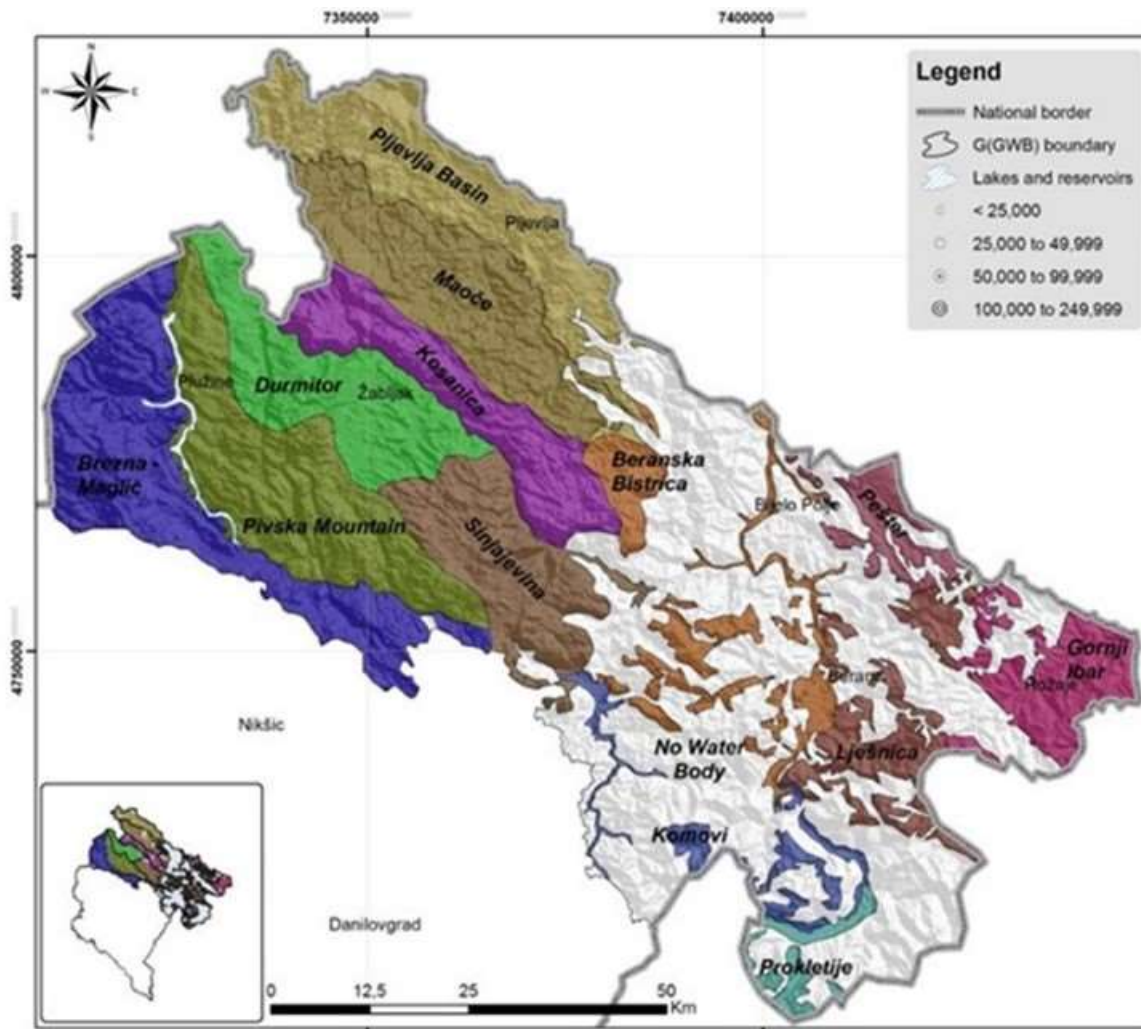 7350000
7400000
N
E
S
Legend
National border
G(GWB) boundary
Lakes and reservoirs
< 25,000
25,000 to 49,999
50,000 to 99,999
100,000 to 249,999
4800000
4750000
Pljevlja Basin
Pljevlja
Maoče
Kosanica
Plužine
Durmitor
Žabljak
Brezna -
Maglić
Pivska Mountain
Sinjajevina
Beranska
Bistrica
Bijelo Polje
Pešter
Gornji
Ibar
Rožaje
Berane
Nikšic
No Water
Body
Lješnica
Komovi
Danilovgrad
Prokletije
0 12,5 25 50
Km